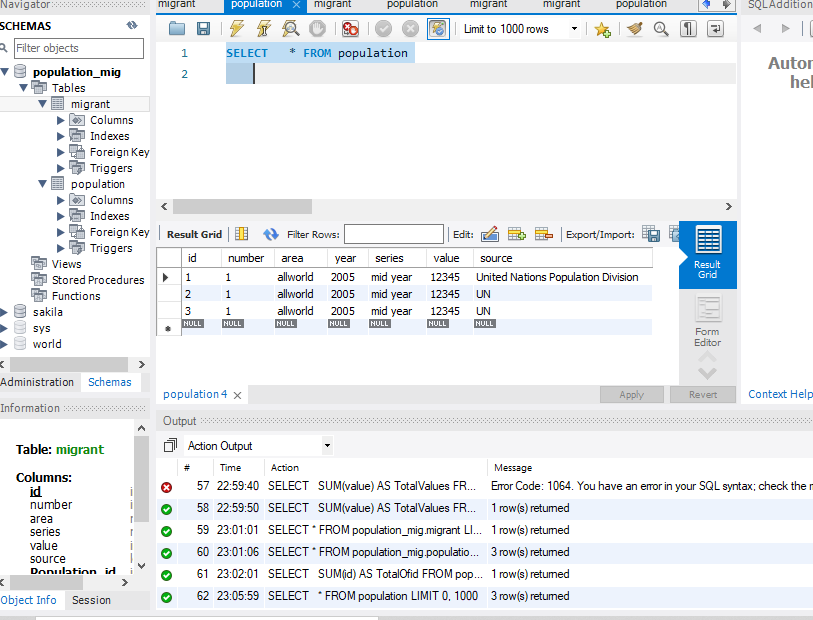 Navigator
SCHEMAS
Filter objects
population_mig
Tables
migrant
Columns
Indexes
Foreign Key
Triggers
population
Columns
Indexes
Foreign Key
Triggers
Views
Stored Procedures
Functions
sakila
sys
world
Administration Schemas
Information
Table: migrant
Columns:
id
number
area
series
value
source
Population_id
Object Info Session
migrant population migrant population migrant migrant population
Limit to 1000 rows
1 SELECT * FROM population
2
Result Grid Filter Rows: Edit: Export/Import:
id number area year series value source
1 1 allworld 2005 mid year 12345 United Nations Population Division
2 1 allworld 2005 mid year 12345 UN
3 1 allworld 2005 mid year 12345 UN
NULL NULL NULL NULL NULL NULL NULL
Result
Grid
Form
Editor
population 4 Apply Revert
SQLAddition
Autom
hel
Context Help
Output
Action Output
# Time Action Message
57 22:59:40 SELECT SUM(value) AS TotalValues FR... Error Code: 1064. You have an error in your SQL syntax; check the m
58 22:59:50 SELECT SUM(value) AS TotalValues FR... 1 row(s) returned
59 23:01:01 SELECT * FROM population_mig.migrant LI... 1 row(s) returned
60 23:01:06 SELECT * FROM population_mig.populatio... 3 row(s) returned
61 23:02:01 SELECT SUM(id) AS TotalOfid FROM pop... 1 row(s) returned
62 23:05:59 SELECT * FROM population LIMIT 0, 1000 3 row(s) returned